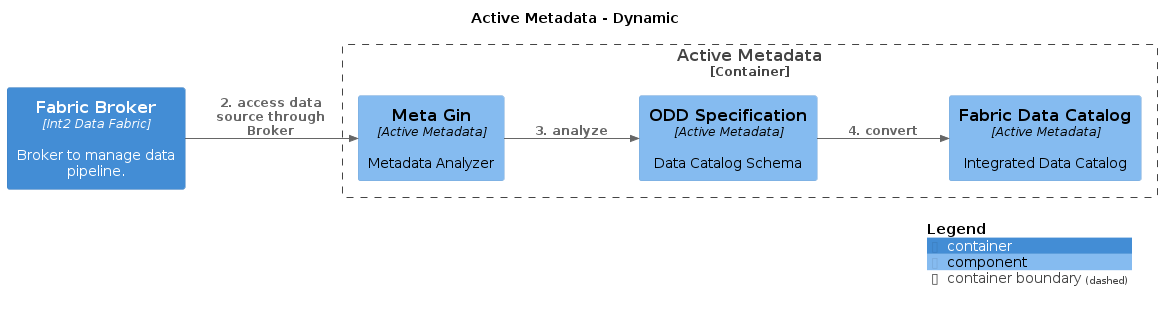 Active Metadata - Dynamic
Active Metadata
[Container]
Fabric Broker
[Int2 Data Fabric]
Broker to manage data
pipeline.
2. access data
source through
Broker
Meta Gin
[Active Metadata]
Metadata Analyzer
3. analyze
ODD Specification
[Active Metadata]
Data Catalog Schema
4. convert
Fabric Data Catalog
[Active Metadata]
Integrated Data Catalog
Legend
container
component
container boundary (dashed)